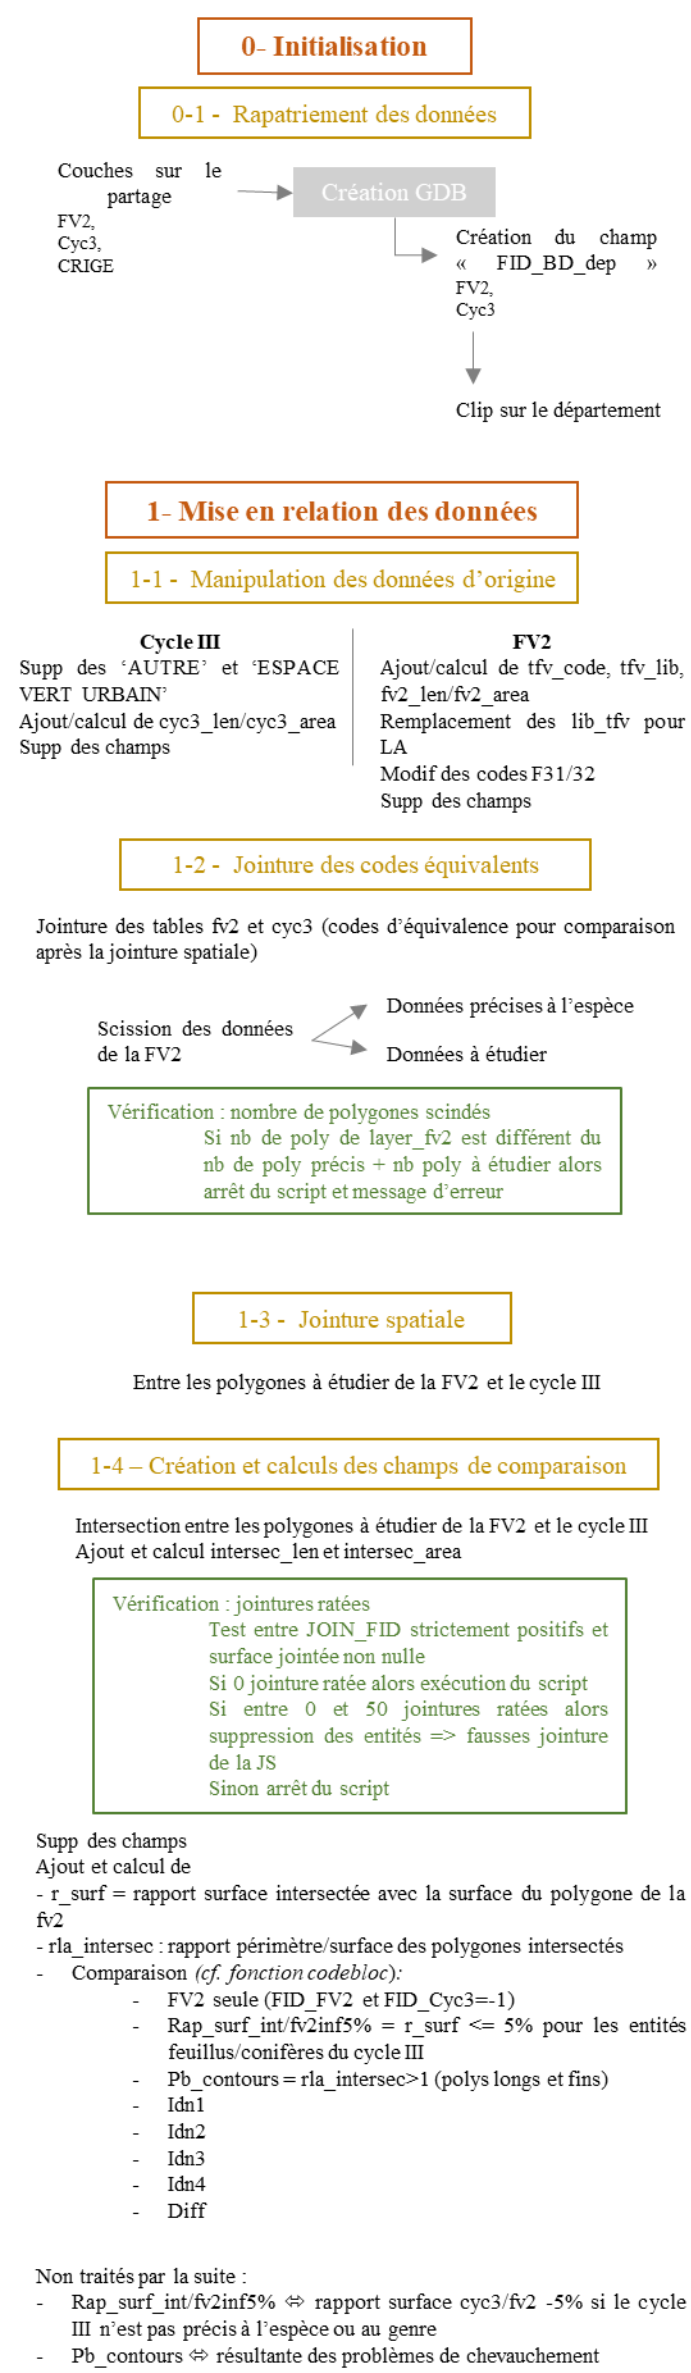 0- Initialisation
0-1 - Rapatriement des données
Couches sur le
partage
FV2,
Cyc3,
CRIGE
Création GDB
Création du champ
« FID_BD_dep »
FV2,
Cyc3
Clip sur le département
1- Mise en relation des données
1-1 - Manipulation des données d’origine
Cycle III
Supp des ‘AUTRE’ et ‘ESPACE
VERT URBAIN’
Ajout/calcul de cyc3_len/cyc3_area
Supp des champs
FV2
Ajout/calcul de tfv_code, tfv_lib,
fv2_len/fv2_area
Remplacement des lib_tfv pour
LA
Modif des codes F31/32
Supp des champs
1-2 - Jointure des codes équivalents
Jointure des tables fv2 et cyc3 (codes d’équivalence pour comparaison
après la jointure spatiale)
Scission des données
de la FV2
Données précises à l’espèce
Données à étudier
Vérification : nombre de polygones scindés
Si nb de poly de layer_fv2 est différent du
nb de poly précis + nb poly à étudier alors
arrêt du script et message d’erreur
1-3 - Jointure spatiale
Entre les polygones à étudier de la FV2 et le cycle III
1-4 – Création et calculs des champs de comparaison
Intersection entre les polygones à étudier de la FV2 et le cycle III
Ajout et calcul intersec_len et intersec_area
Vérification : jointures ratées
Test entre JOIN_FID strictement positifs et
surface jointée non nulle
Si 0 jointure ratée alors exécution du script
Si entre 0 et 50 jointures ratées alors
suppression des entités => fausses jointure
de la JS
Sinon arrêt du script
Supp des champs
Ajout et calcul de
- r_surf = rapport surface intersectée avec la surface du polygone de la
fv2
- rla_intersec : rapport périmètre/surface des polygones intersectés
- Comparaison (cf. fonction codebloc):
- FV2 seule (FID_FV2 et FID_Cyc3=-1)
- Rap_surf_int/fv2inf5% = r_surf <= 5% pour les entités
feuillus/conifères du cycle III
- Pb_contours = rla_intersec>1 (polys longs et fins)
- Idn1
- Idn2
- Idn3
- Idn4
- Diff
Non traités par la suite :
- Rap_surf_int/fv2inf5% ⇔ rapport surface cyc3/fv2 -5% si le cycle
III n’est pas précis à l’espèce ou au genre
- Pb_contours ⇔ résultante des problèmes de chevauchement